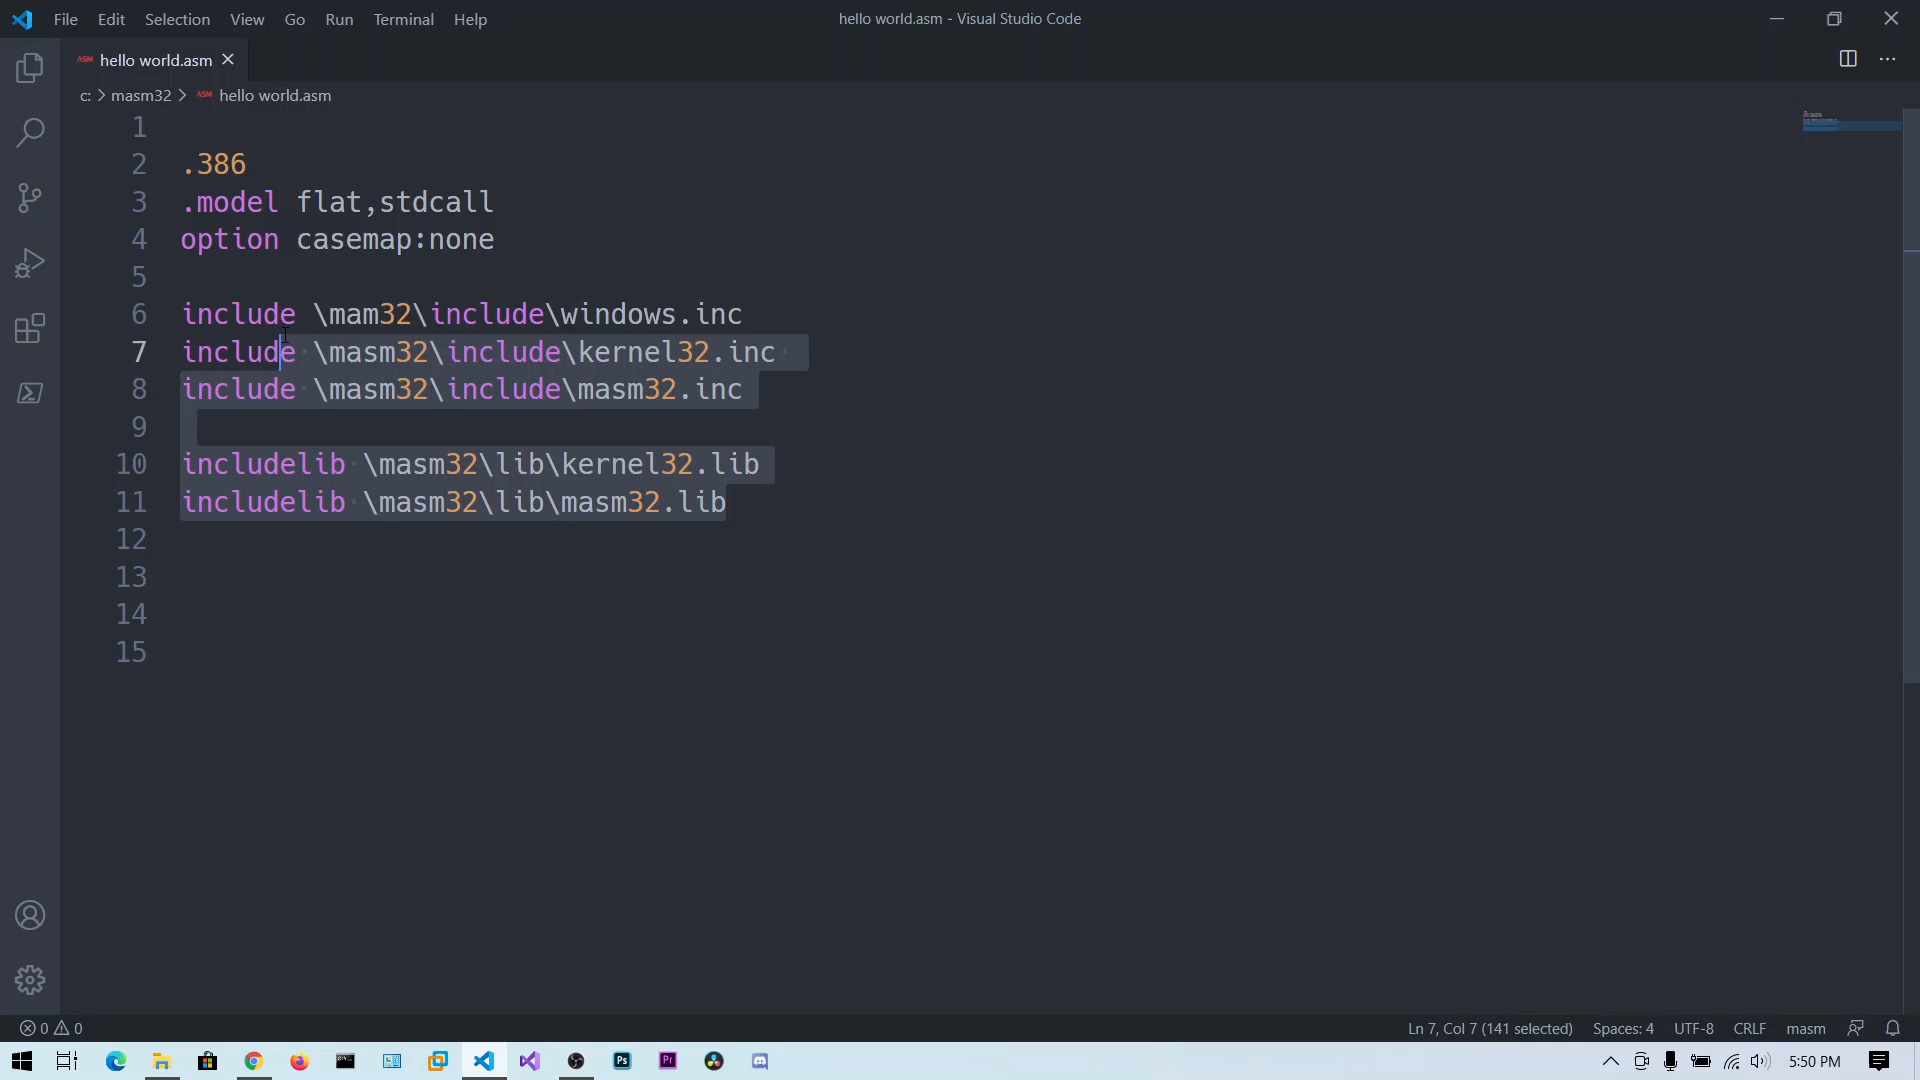 File Edit Selection View Go Run Terminal Help
hello world.asm - Visual Studio Code
ASM hello world.asm
c: > masm32 > ASM hello world.asm
1
2 .386
3 .model flat,stdcall
4 option casemap:none
5
6 include \mam32\include\windows.inc
7 include \masm32\include\kernel32.inc
8 include \masm32\include\masm32.inc
9
10 includelib \masm32\lib\kernel32.lib
11 includelib \masm32\lib\masm32.lib
12
13
14
15
0 0
Ln 7, Col 7 (141 selected) Spaces: 4 UTF-8 CRLF masm
Ps Pr
5:50 PM